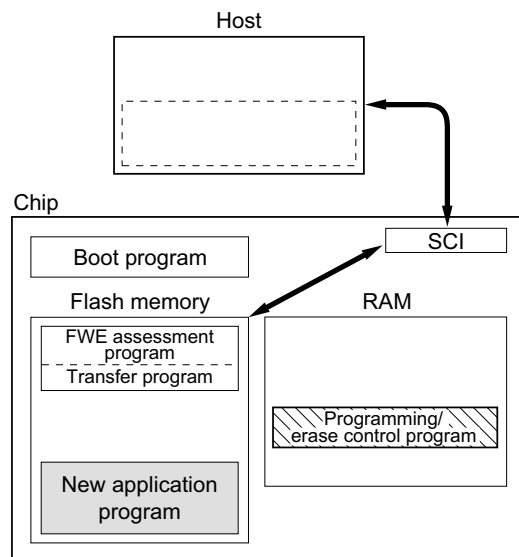 Host
Chip
SCI
Boot program
Flash memory
RAM
FWE assessment
program
Transfer program
Programming/
erase control program
New application
program